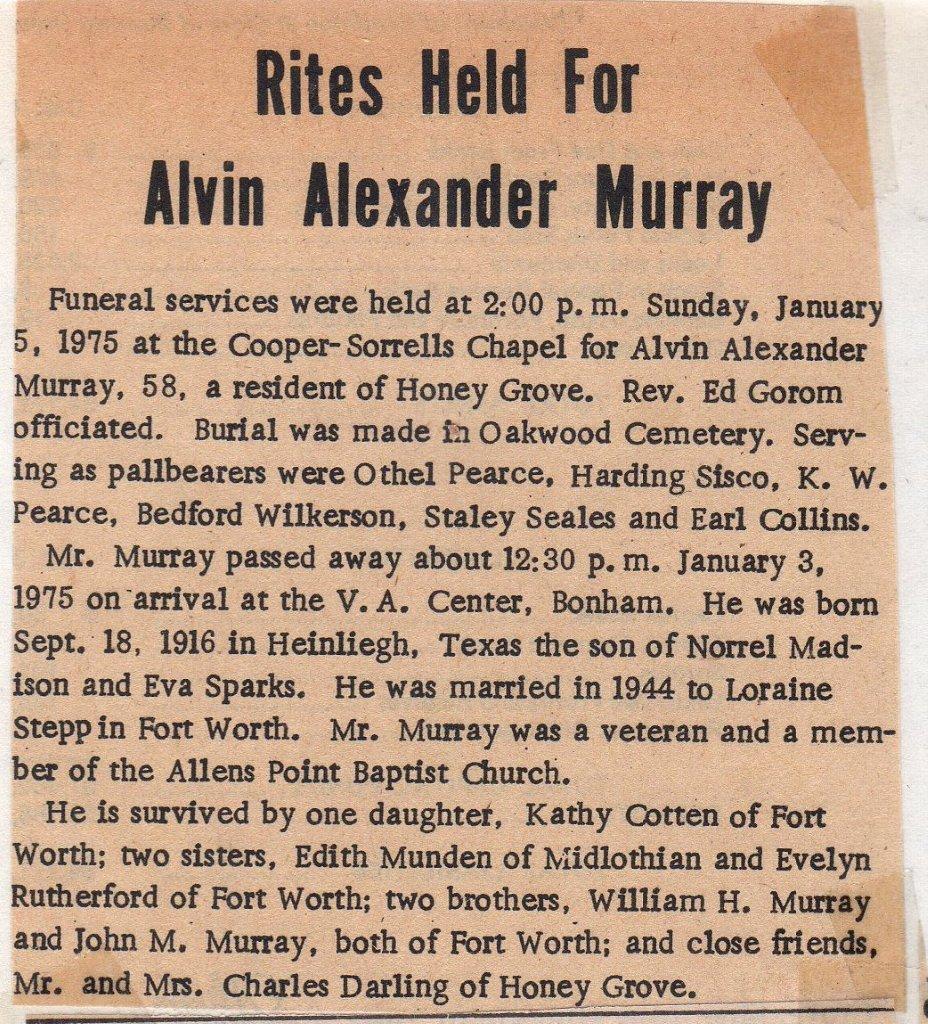 Rites Held For
Alvin Alexander Murray
Funeral services were held at 2:00 p. m. Sunday, January
5, 1975 at the Cooper-Sorrells Chapel for Alvin Alexander
Murray, 58, a resident of Honey Grove. Rev. Ed Gorom
officiated. Burial was made in Oakwood Cemetery. Serv-
ing as pallbearers were Othel Pearce, Harding Sisco, K. W.
Pearce, Bedford Wilkerson, Staley Seales and Earl Collins.
Mr. Murray passed away about 12:30 p. m. January 3,
1975 on arrival at the V. A. Center, Bonham. He was born
Sept. 18, 1916 in Heinliegh, Texas the son of Norrel Mad-
ison and Eva Sparks. He was married in 1944 to Loraine
Stepp in Fort Worth. Mr. Murray was a veteran and a mem-
ber of the Allens Point Baptist Church.
He is survived by one daughter, Kathy Cotten of Fort
Worth; two sisters, Edith Munden of Midlothian and Evelyn
Rutherford of Fort Worth; two brothers, William H. Murray
and John M. Murray, both of Fort Worth; and close friends,
Mr. and Mrs. Charles Darling of Honey Grove.